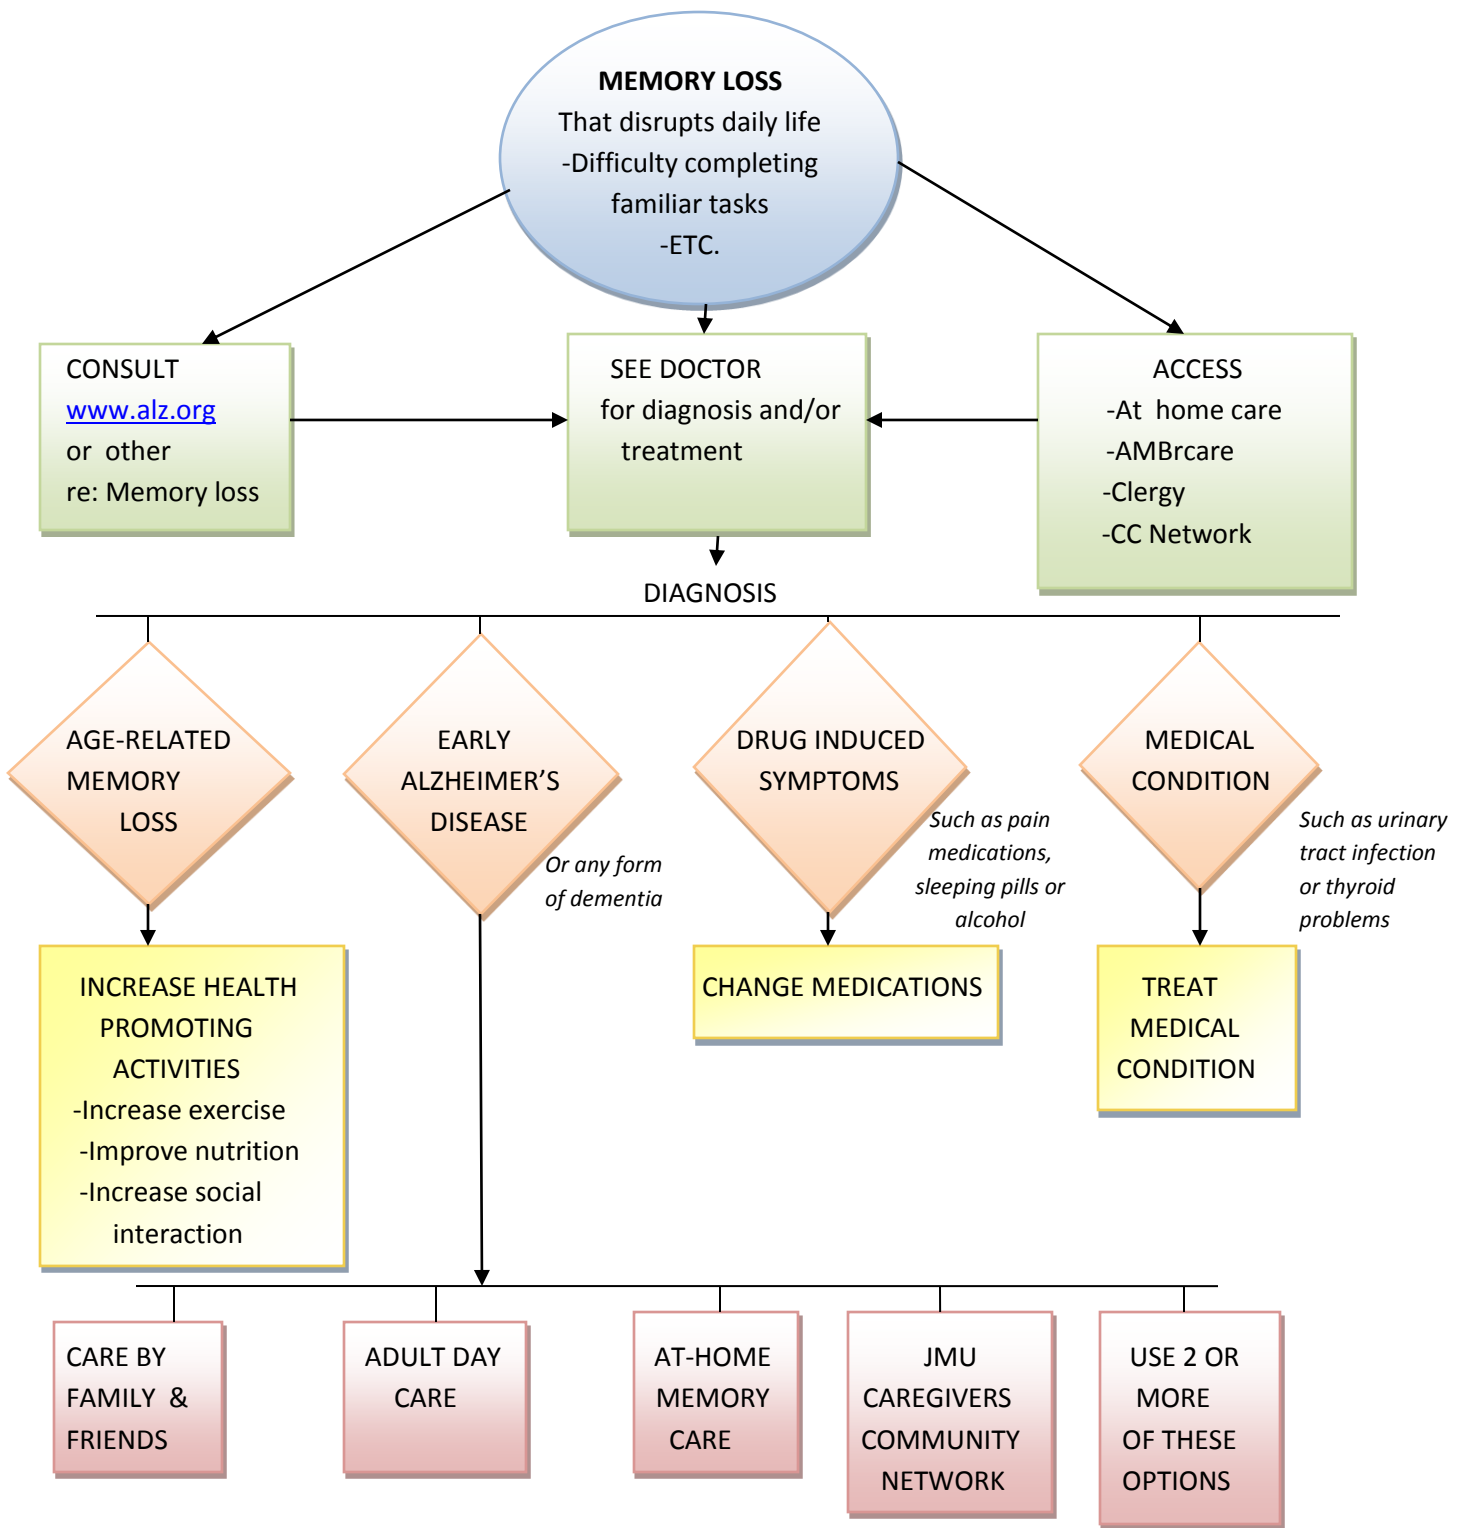 MEMORY LOSS
That disrupts daily life
-Difficulty completing
familiar tasks
-ETC.
CONSULT
www.alz.org
or other
re: Memory loss
SEE DOCTOR
for diagnosis and/or
treatment
ACCESS
-At home care
-AMBrcare
-Clergy
-CC Network
DIAGNOSIS
AGE-RELATED
MEMORY
LOSS
EARLY
ALZHEIMER’S
DISEASE
Or any form
of dementia
DRUG INDUCED
SYMPTOMS
Such as pain
medications,
sleeping pills or
alcohol
MEDICAL
CONDITION
Such as urinary
tract infection
or thyroid
problems
INCREASE HEALTH
PROMOTING
ACTIVITIES
-Increase exercise
-Improve nutrition
-Increase social
interaction
CHANGE MEDICATIONS
TREAT
MEDICAL
CONDITION
CARE BY
FAMILY &
FRIENDS
ADULT DAY
CARE
AT-HOME
MEMORY
CARE
JMU
CAREGIVERS
COMMUNITY
NETWORK
USE 2 OR
MORE
OF THESE
OPTIONS